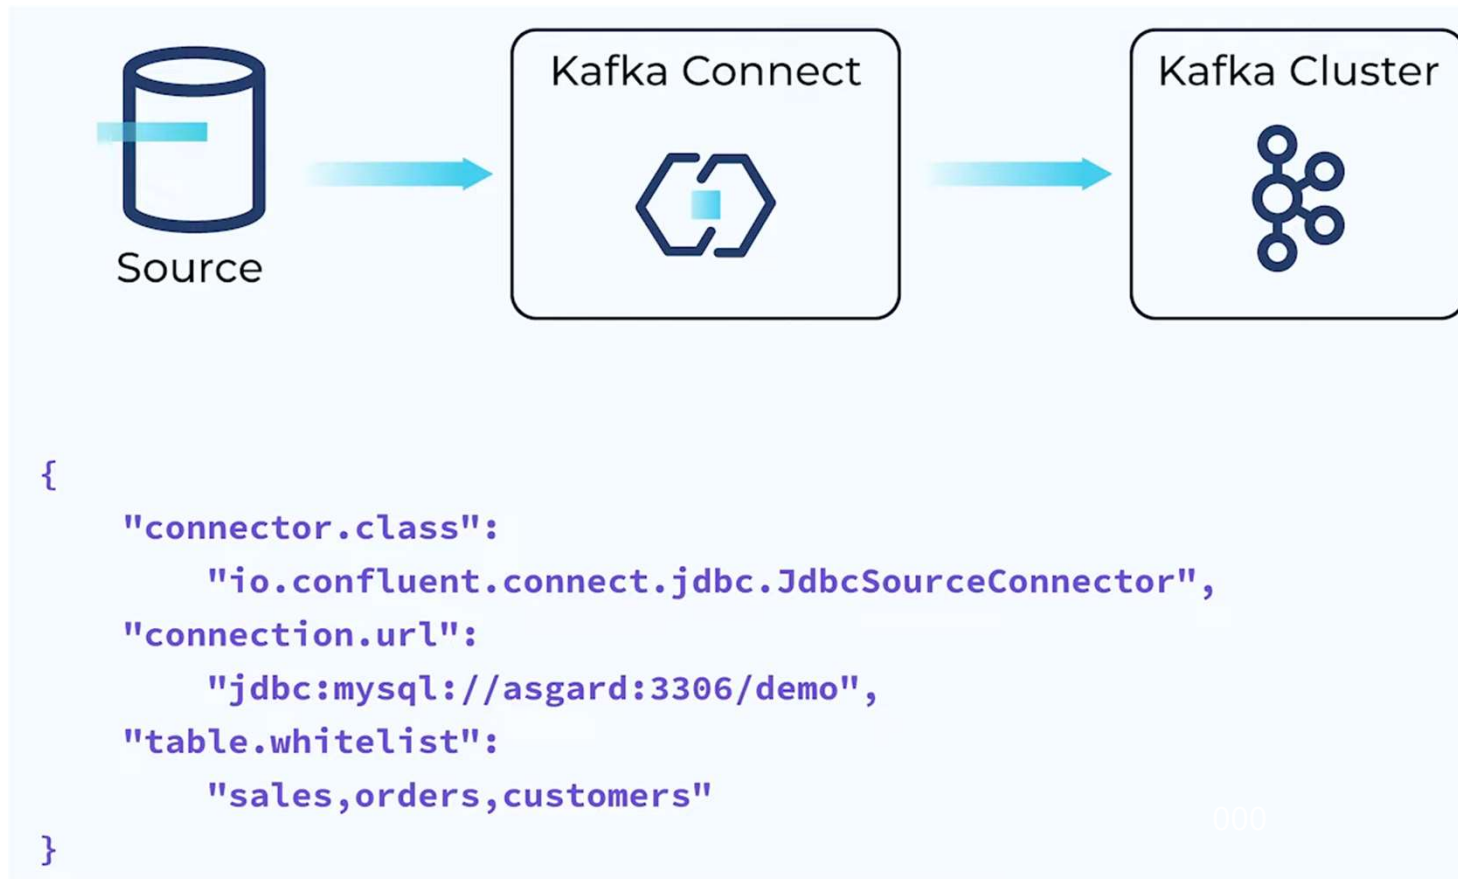 Kafka Connect
Kafka Cluster
Source
{
"connector.class":
"io.confluent.connect.jdbc.JdbcSourceConnector",
"connection.url":
"jdbc:mysql://asgard:3306/demo",
"table.whitelist":
"sales,orders,customers"
000
}